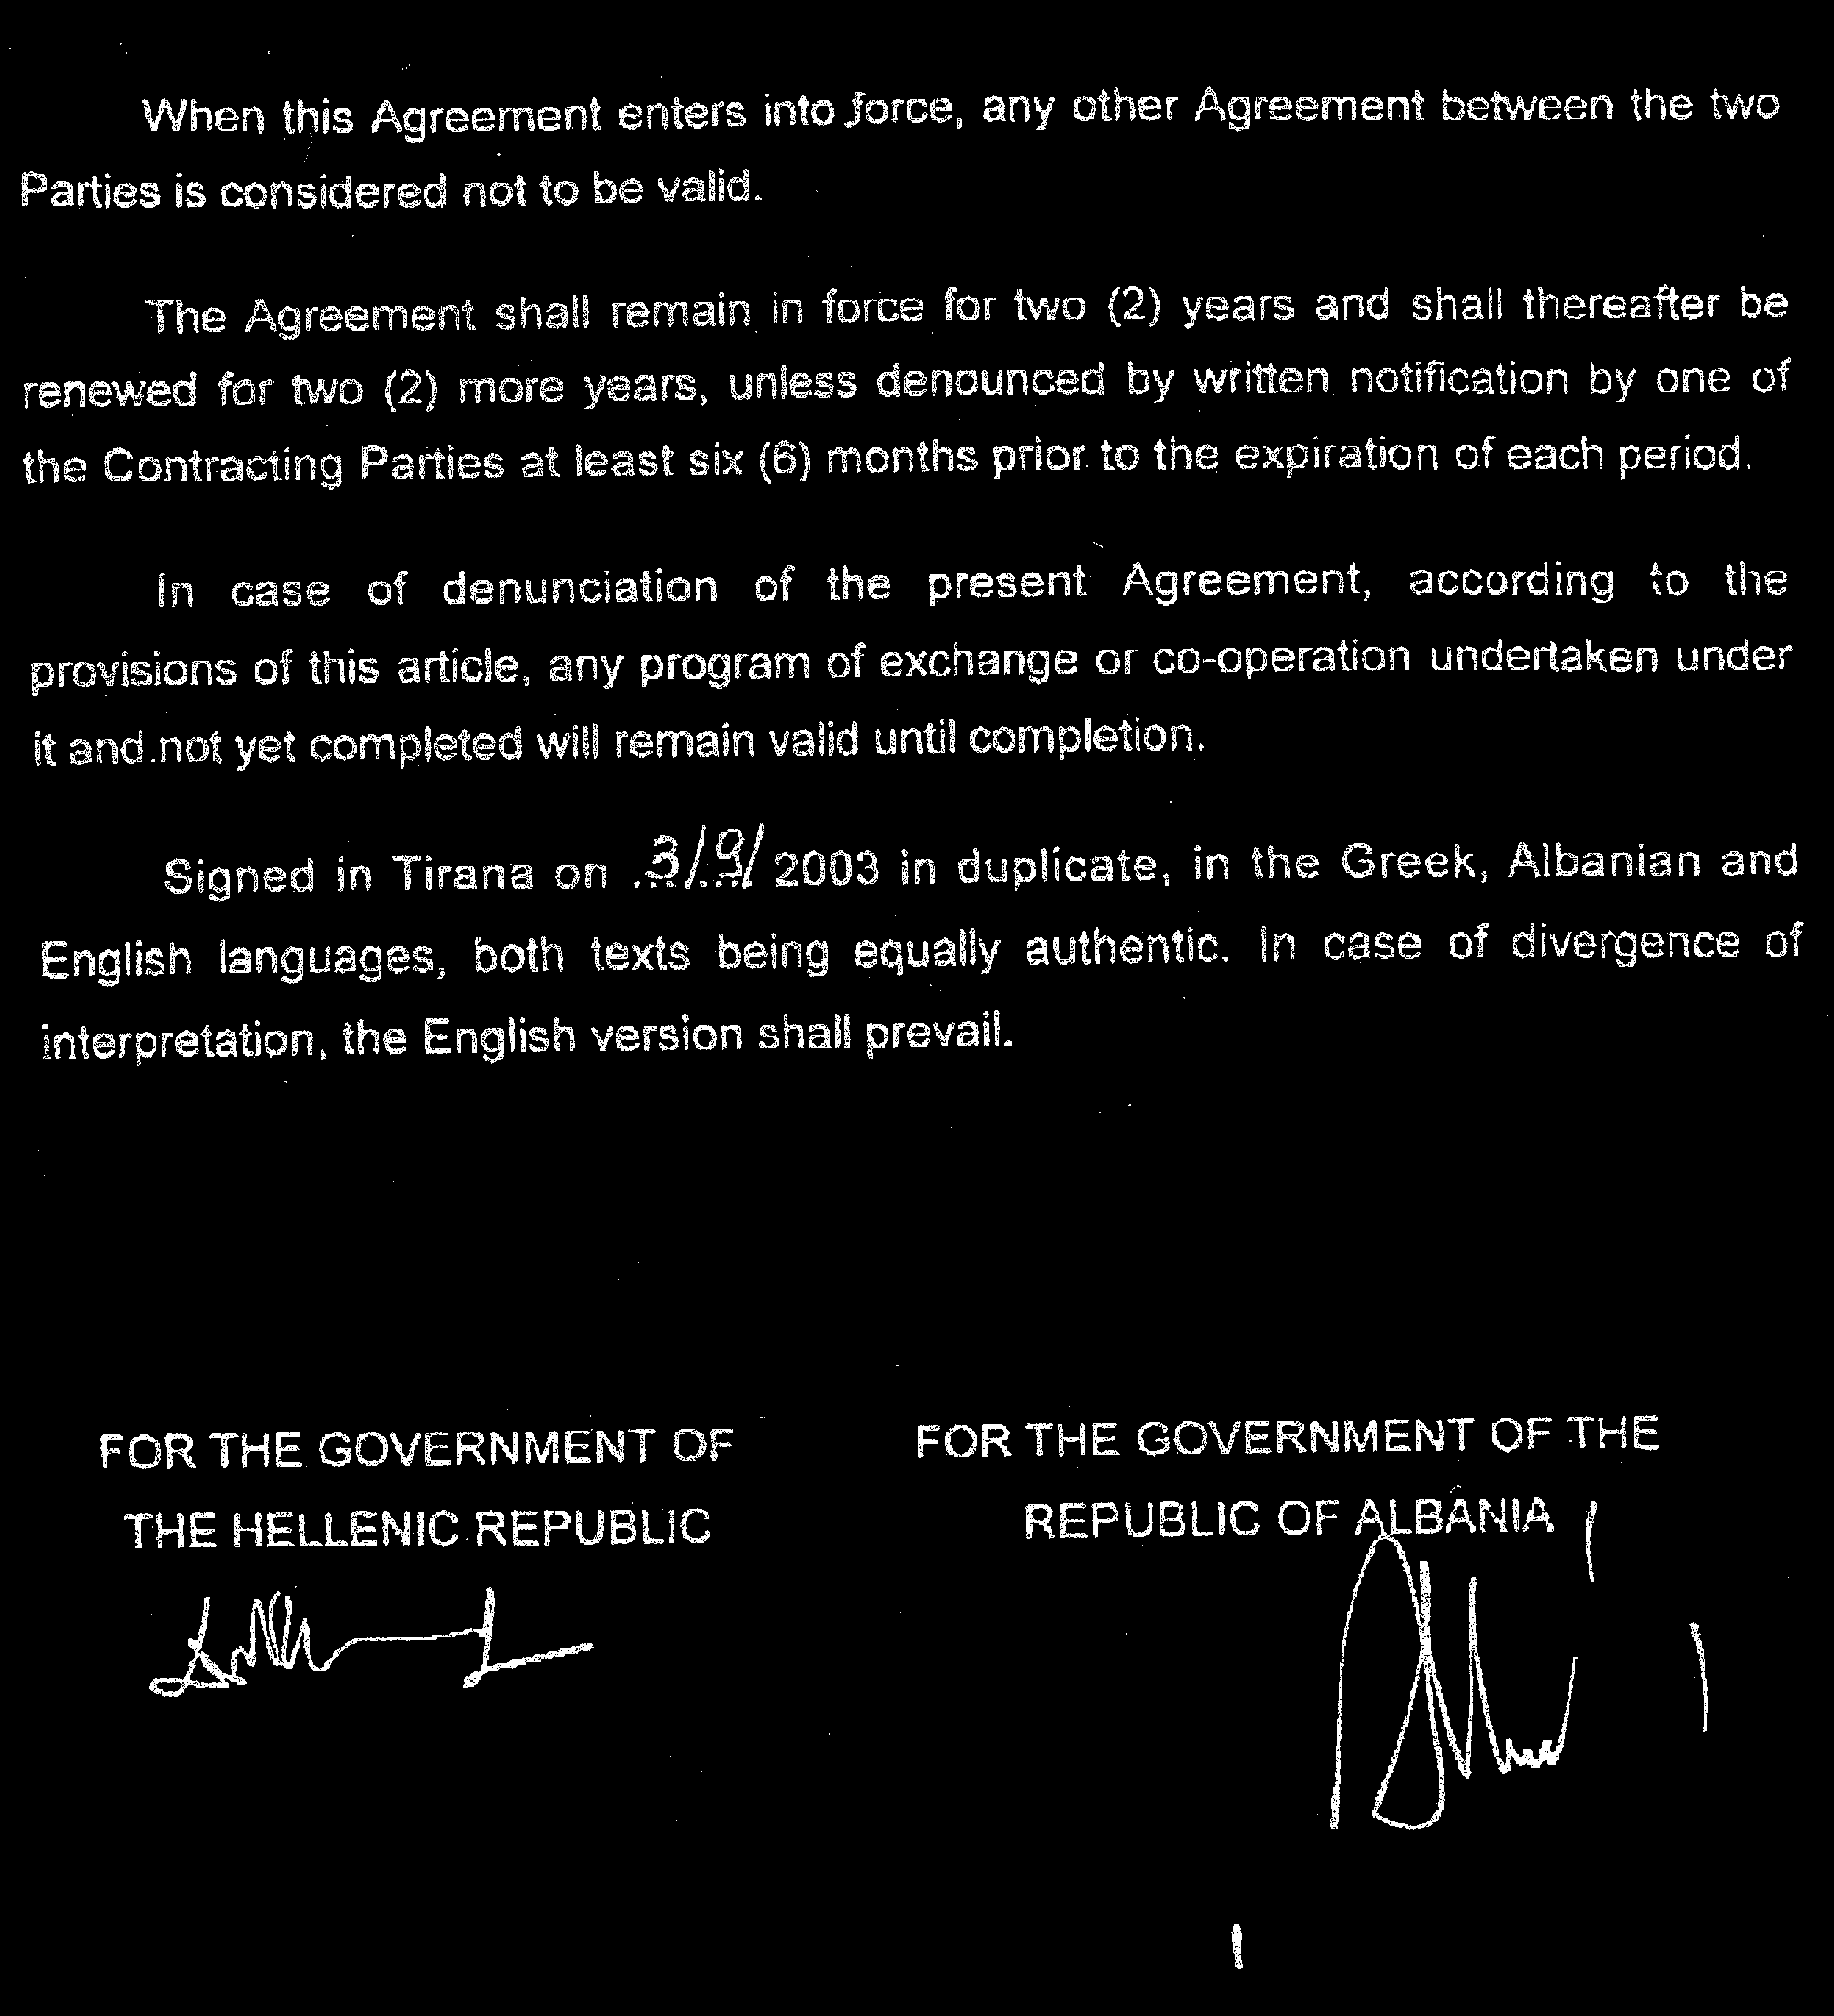 When this Agreement enters into force, any other Agreement between the two
Parties is considered not to be valid.
The Agreement shall remain in force for two (2) years and shall thereafter be
renewed for two (2) more years, unless denounced by written notification by one of
the Contracting Parties at least six (6) months prior to the expiration of each period.
In case of denunciation of the present Agreement, according to the
provisions of this article, any program of exchange or co-operation undertaken under
it and not yet completed will remain valid until completion.
Signed in Tirana on 3/9/2003 in duplicate, in the Greek, Albanian and
English languages, both texts being equally authentic. In case of divergence of
interpretation, the English version shall prevail.
FOR THE GOVERNMENT OF
THE HELLENIC REPUBLIC
FOR THE GOVERNMENT OF THE
REPUBLIC OF ALBANIA